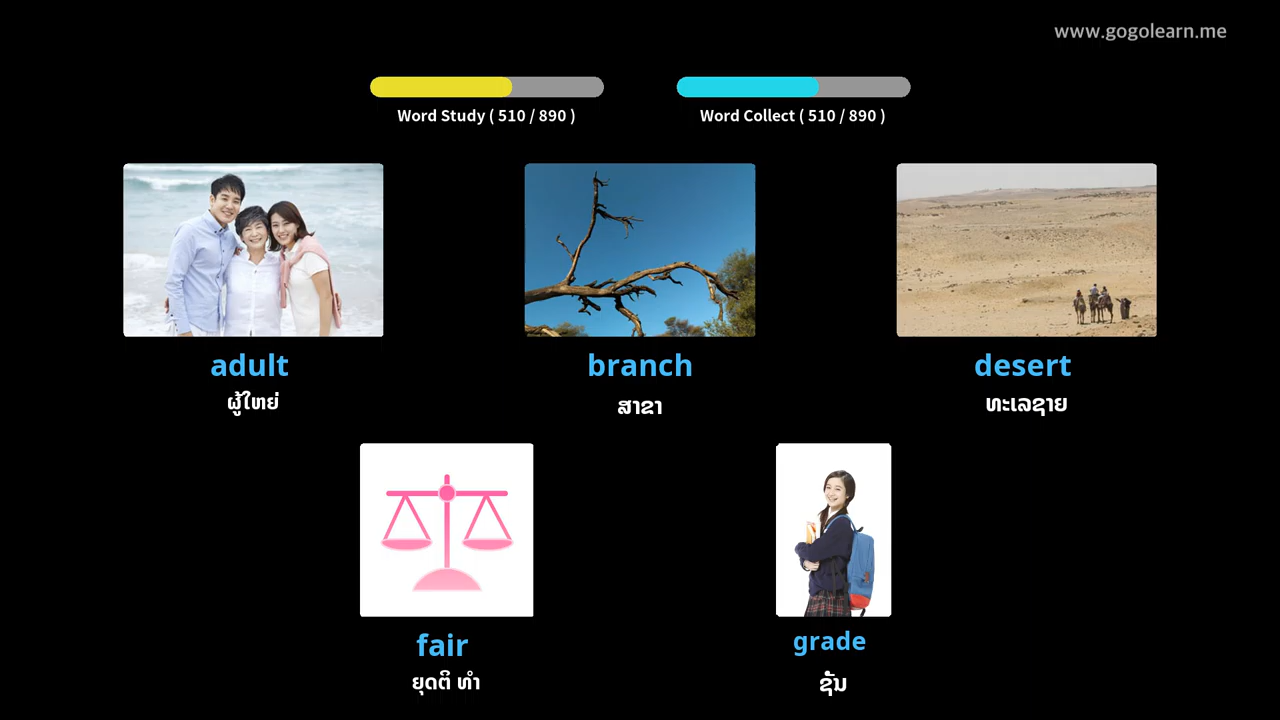 www.gogolearn.me
Word Study ( 510 / 890 )
Word Collect ( 510 / 890 )
adult
ຜູ້ໃຫຍ່
branch
ສາຂາ
desert
ທະເລຊາຍ
fair
ຍຸດຕິ ທຳ
grade
ຊັ້ນ